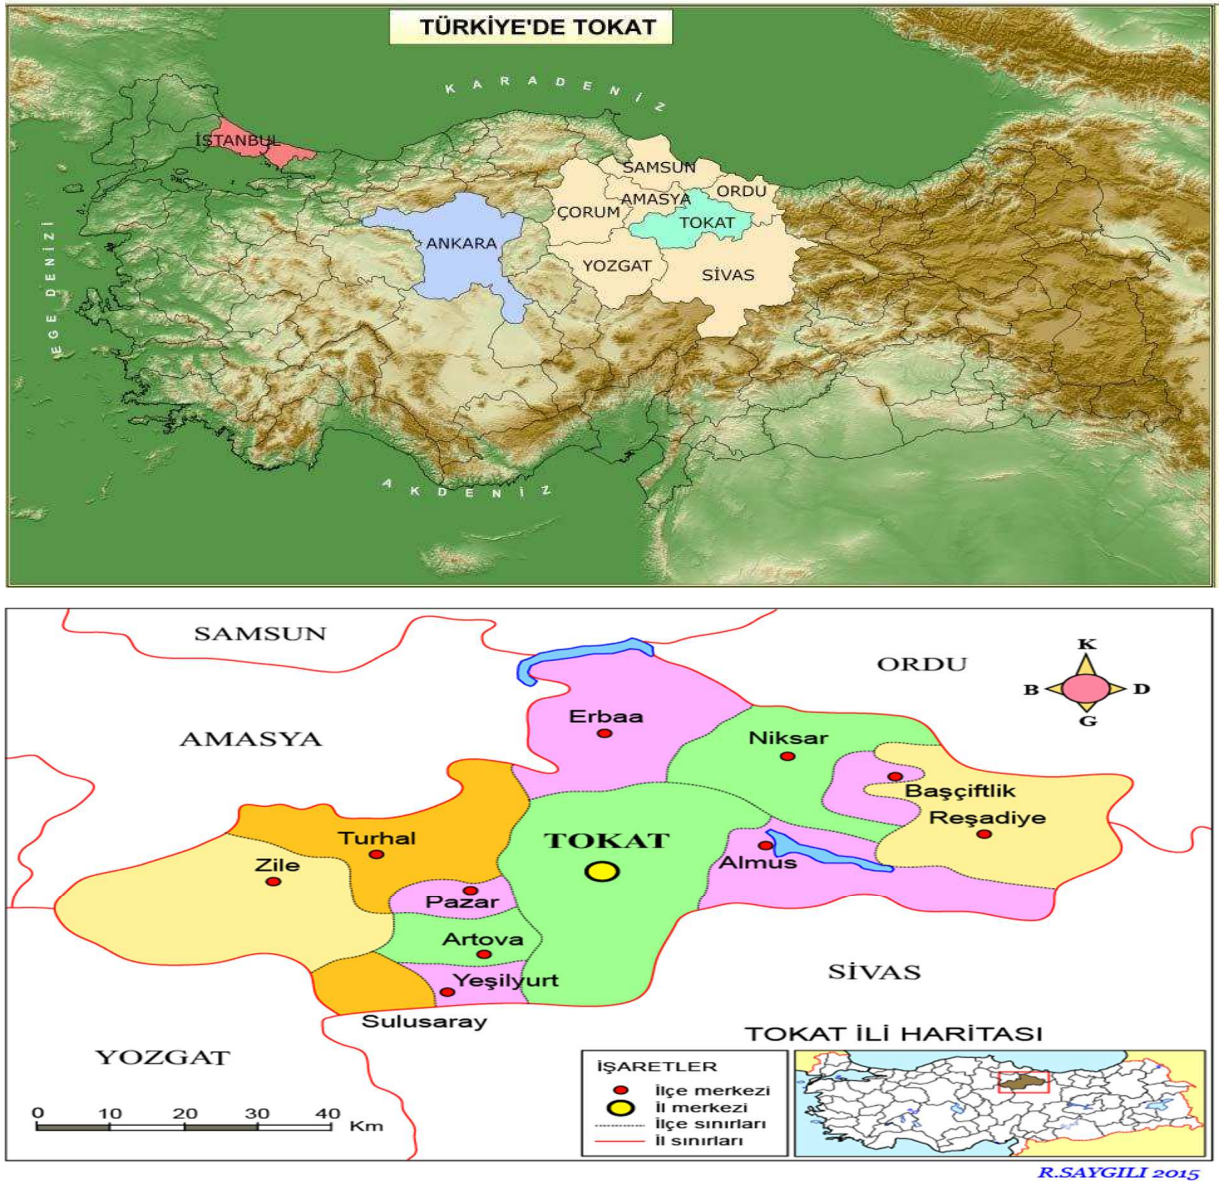 TÜRKİYE'DE TOKAT
KARADENİZ
İSTANBUL
SAMSUN
ORDU
AMASYA
ÇORUM
TOKAT
ANKARA
YOZGAT
SİVAS
EGE DENİZİ
AKDENİZ
SAMSUN
ORDU
K
B
D
G
AMASYA
Erbaa
Niksar
Başçiftlik
Reşadiye
Turhal
TOKAT
Zile
Almus
Pazar
Artova
Yeşilyurt
SİVAS
Sulusaray
YOZGAT
TOKAT İLİ HARİTASI
İŞARETLER
İlçe merkezi
İl merkezi
İlçe sınırları
İl sınırları
0 10 20 30 40 Km
R.SAYGILI 2015